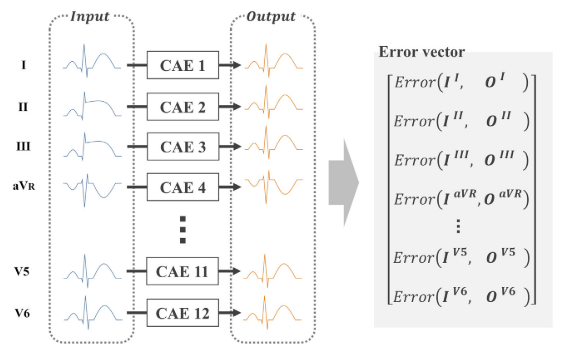 Input Output
I CAE 1
II CAE 2
III CAE 3
aVR CAE 4
⋮
V5 CAE 11
V6 CAE 12
Error vector
Error(I^I, O^I)
Error(I^II, O^II)
Error(I^III, O^III)
Error(I^aVR, O^aVR)
⋮
Error(I^V5, O^V5)
Error(I^V6, O^V6)